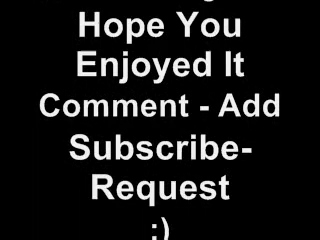 Hope You
Enjoyed It
Comment - Add
Subscribe-
Request
:)